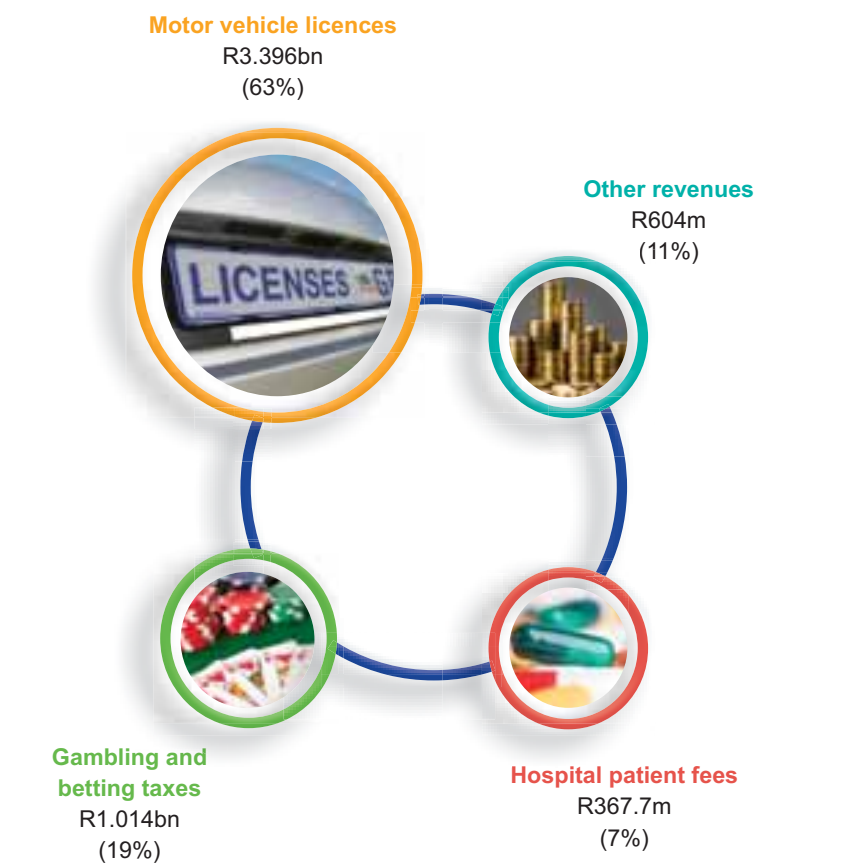 Motor vehicle licences
R3.396bn
(63%)
Other revenues
R604m
(11%)
LICENSES
Gambling and
betting taxes
R1.014bn
(19%)
Hospital patient fees
R367.7m
(7%)